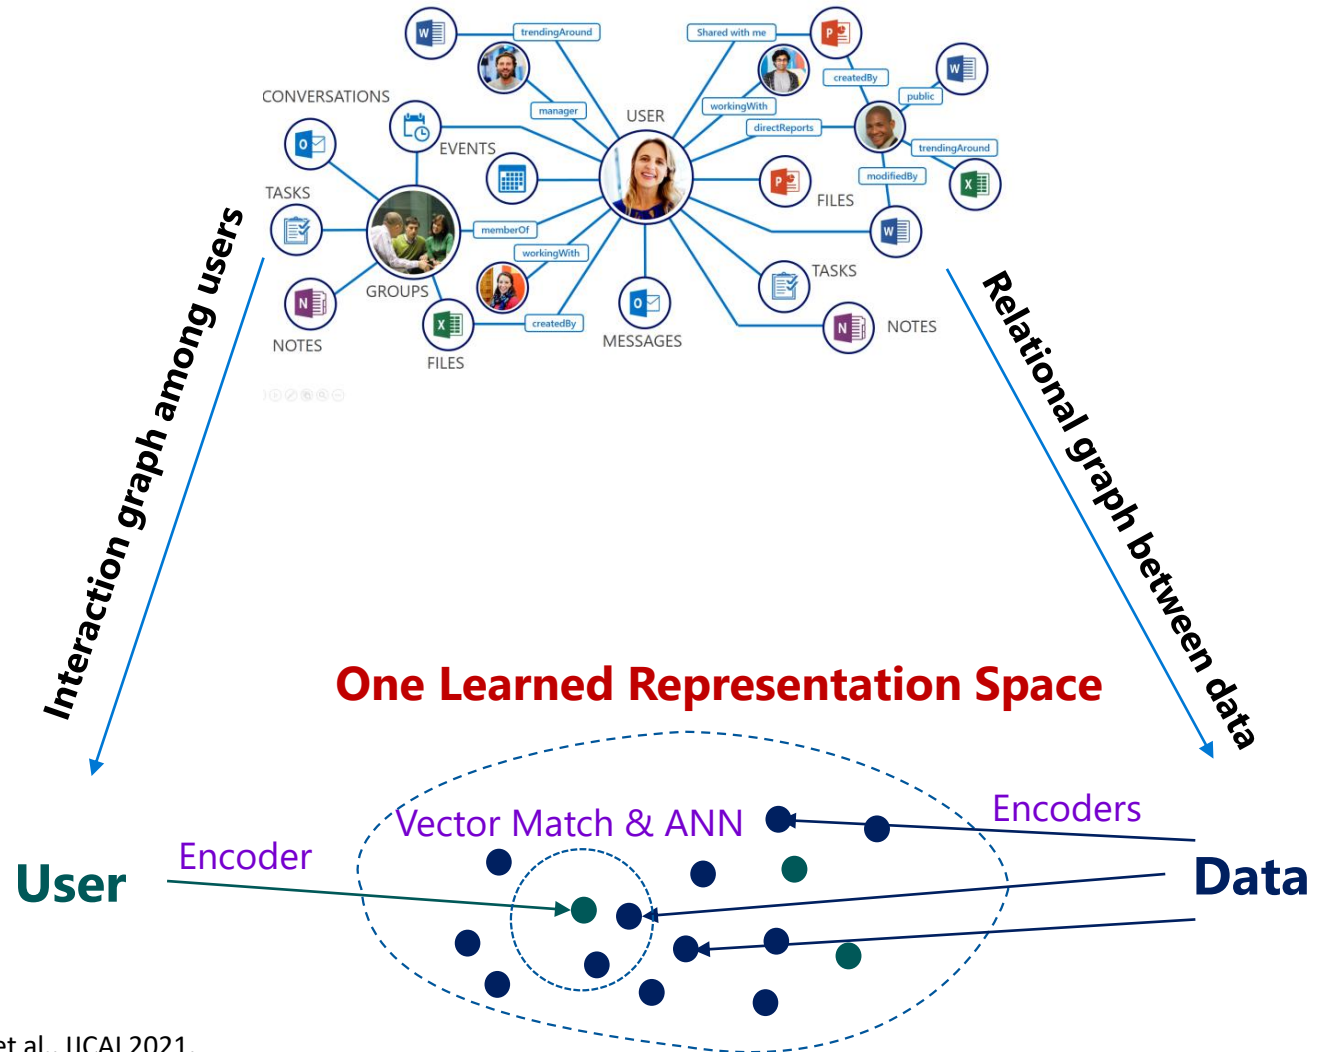 trendingAround
Shared with me
createdBy
public
CONVERSATIONS
manager
USER
workingWith
directReports
EVENTS
trendingAround
modifiedBy
TASKS
FILES
memberOf
workingWith
TASKS
GROUPS
createdBy
NOTES
MESSAGES
NOTES
FILES
Interaction graph among users
Relational graph between data
One Learned Representation Space
Vector Match & ANN
Encoders
Encoder
User
Data
et al., IJCAI 2021.